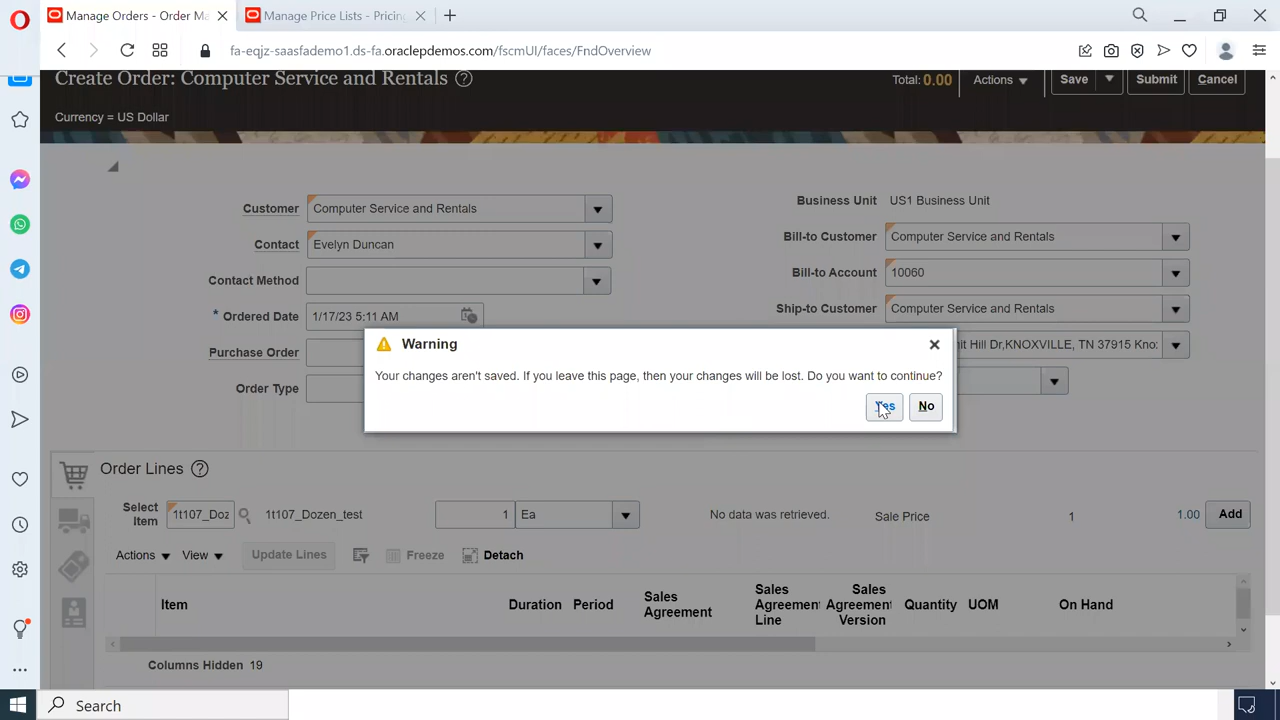 Manage Orders - Order Ma
Manage Price Lists - Pricin
fa-eqjz-saasfademo1.ds-fa.oraclepdemos.com/fscmUI/faces/FndOverview
Create Order: Computer Service and Rentals
Total: 0.00 Actions Save Submit Cancel
Currency = US Dollar
Customer Computer Service and Rentals
Business Unit US1 Business Unit
Contact Evelyn Duncan
Bill-to Customer Computer Service and Rentals
Contact Method
Bill-to Account 10060
* Ordered Date 1/17/23 5:11 AM
Ship-to Customer Computer Service and Rentals
Purchase Order
nit Hill Dr,KNOXVILLE, TN 37915 Kno:
Order Type
Warning
Your changes aren't saved. If you leave this page, then your changes will be lost. Do you want to continue?
Yes No
Order Lines
Select Item 1t107_Doz 1t107_Dozen_test 1 Ea No data was retrieved. Sale Price 1 1.00 Add
Actions View Update Lines Freeze Detach
Item Duration Period Sales Agreement Sales Agreement Line Sales Agreement Version Quantity UOM On Hand
Columns Hidden 19
Search